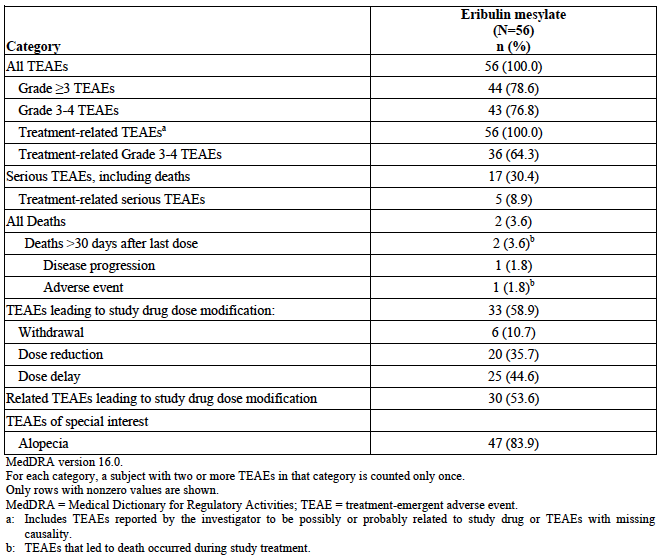 Eribulin mesylate
(N=56)
Category n (%)
All TEAEs 56 (100.0)
Grade ≥3 TEAEs 44 (78.6)
Grade 3-4 TEAEs 43 (76.8)
Treatment-related TEAEsa 56 (100.0)
Treatment-related Grade 3-4 TEAEs 36 (64.3)
Serious TEAEs, including deaths 17 (30.4)
Treatment-related serious TEAEs 5 (8.9)
All Deaths 2 (3.6)
Deaths >30 days after last dose 2 (3.6)b
Disease progression 1 (1.8)
Adverse event 1 (1.8)b
TEAEs leading to study drug dose modification: 33 (58.9)
Withdrawal 6 (10.7)
Dose reduction 20 (35.7)
Dose delay 25 (44.6)
Related TEAEs leading to study drug dose modification 30 (53.6)
TEAEs of special interest
Alopecia 47 (83.9)
MedDRA version 16.0.
For each category, a subject with two or more TEAEs in that category is counted only once.
Only rows with nonzero values are shown.
MedDRA = Medical Dictionary for Regulatory Activities; TEAE = treatment-emergent adverse event.
a: Includes TEAEs reported by the investigator to be possibly or probably related to study drug or TEAEs with missing
causality.
b: TEAEs that led to death occurred during study treatment.